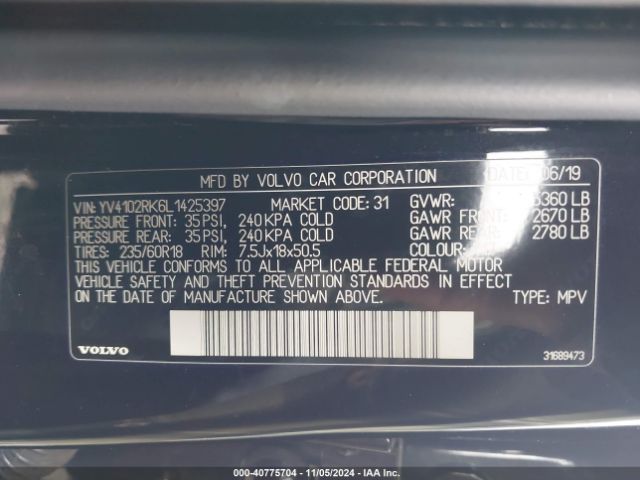 MFD BY VOLVO CAR CORPORATION DATE: 06/19
VIN: YV4102RK6L1425397 MARKET CODE: 31 GVWR: 5360 LB
PRESSURE FRONT: 35 PSI, 240 KPA COLD GAWR FRONT: 2670 LB
PRESSURE REAR: 35 PSI, 240 KPA COLD GAWR REAR: 2780 LB
TIRES: 235/60R18 RIM: 7.5Jx18x50.5 COLOUR:
THIS VEHICLE CONFORMS TO ALL APPLICABLE FEDERAL MOTOR
VEHICLE SAFETY AND THEFT PREVENTION STANDARDS IN EFFECT
ON THE DATE OF MANUFACTURE SHOWN ABOVE. TYPE: MPV
VOLVO 31689473
000-40775704 - 11/05/2024 - IAAI.COM